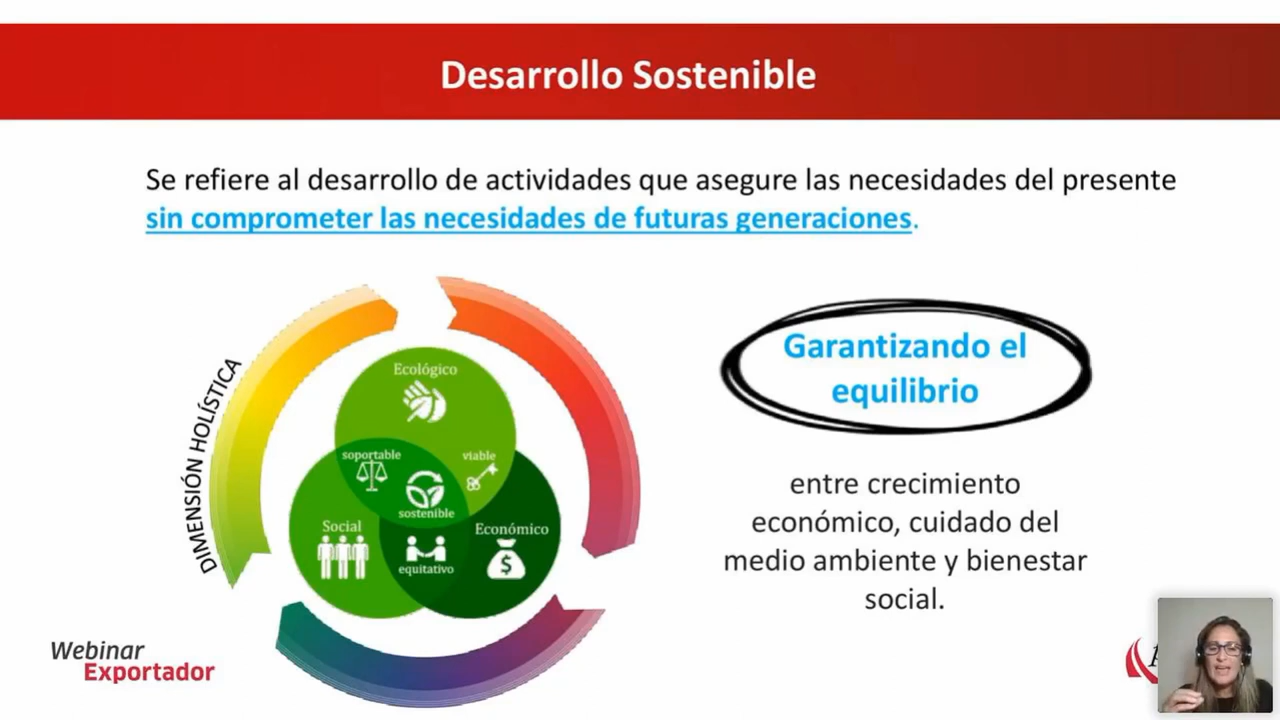 Desarrollo Sostenible
Se refiere al desarrollo de actividades que asegure las necesidades del presente
sin comprometer las necesidades de futuras generaciones.
DIMENSIÓN HOLÍSTICA
Ecológico
soportable
viable
sostenible
Social
Económico
equitativo
Garantizando el
equilibrio
entre crecimiento
económico, cuidado del
medio ambiente y bienestar
social.
Webinar
Exportador